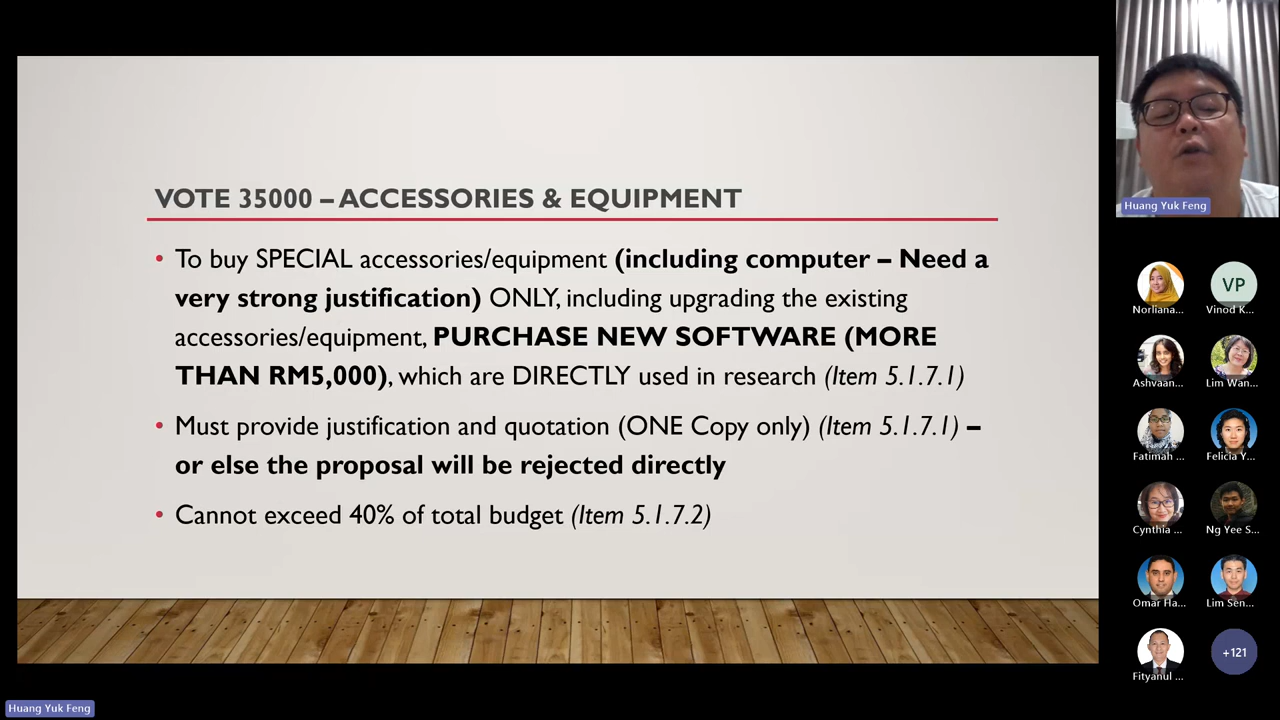 VOTE 35000 – ACCESSORIES & EQUIPMENT
• To buy SPECIAL accessories/equipment (including computer – Need a
very strong justification) ONLY, including upgrading the existing
accessories/equipment, PURCHASE NEW SOFTWARE (MORE
THAN RM5,000), which are DIRECTLY used in research (Item 5.1.7.1)
• Must provide justification and quotation (ONE Copy only) (Item 5.1.7.1) –
or else the proposal will be rejected directly
• Cannot exceed 40% of total budget (Item 5.1.7.2)
Huang Yuk Feng
VP
Norliana...
Vinod K...
Ashvaan...
Lim Wan...
Fatimah ...
Felicia Y...
Cynthia ...
Ng Yee S...
Omar Ha...
Lim Sen...
Fityanul ...
+121
Huang Yuk Feng